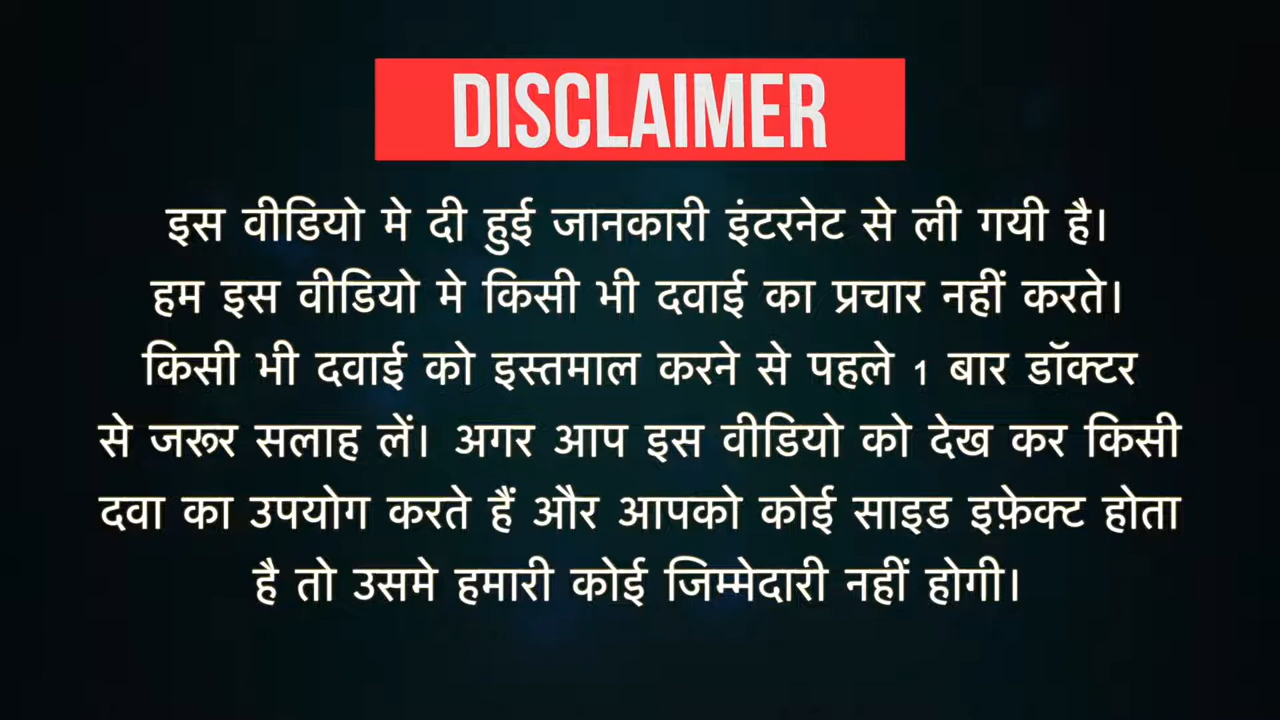 DISCLAIMER
इस वीडियो मे दी हुई जानकारी इंटरनेट से ली गयी है।
हम इस वीडियो मे किसी भी दवाई का प्रचार नहीं करते।
किसी भी दवाई को इस्तमाल करने से पहले 1 बार डॉक्टर
से जरूर सलाह लें। अगर आप इस वीडियो को देख कर किसी
दवा का उपयोग करते हैं और आपको कोई साइड इफ़ेक्ट होता
है तो उसमे हमारी कोई जिम्मेदारी नहीं होगी।